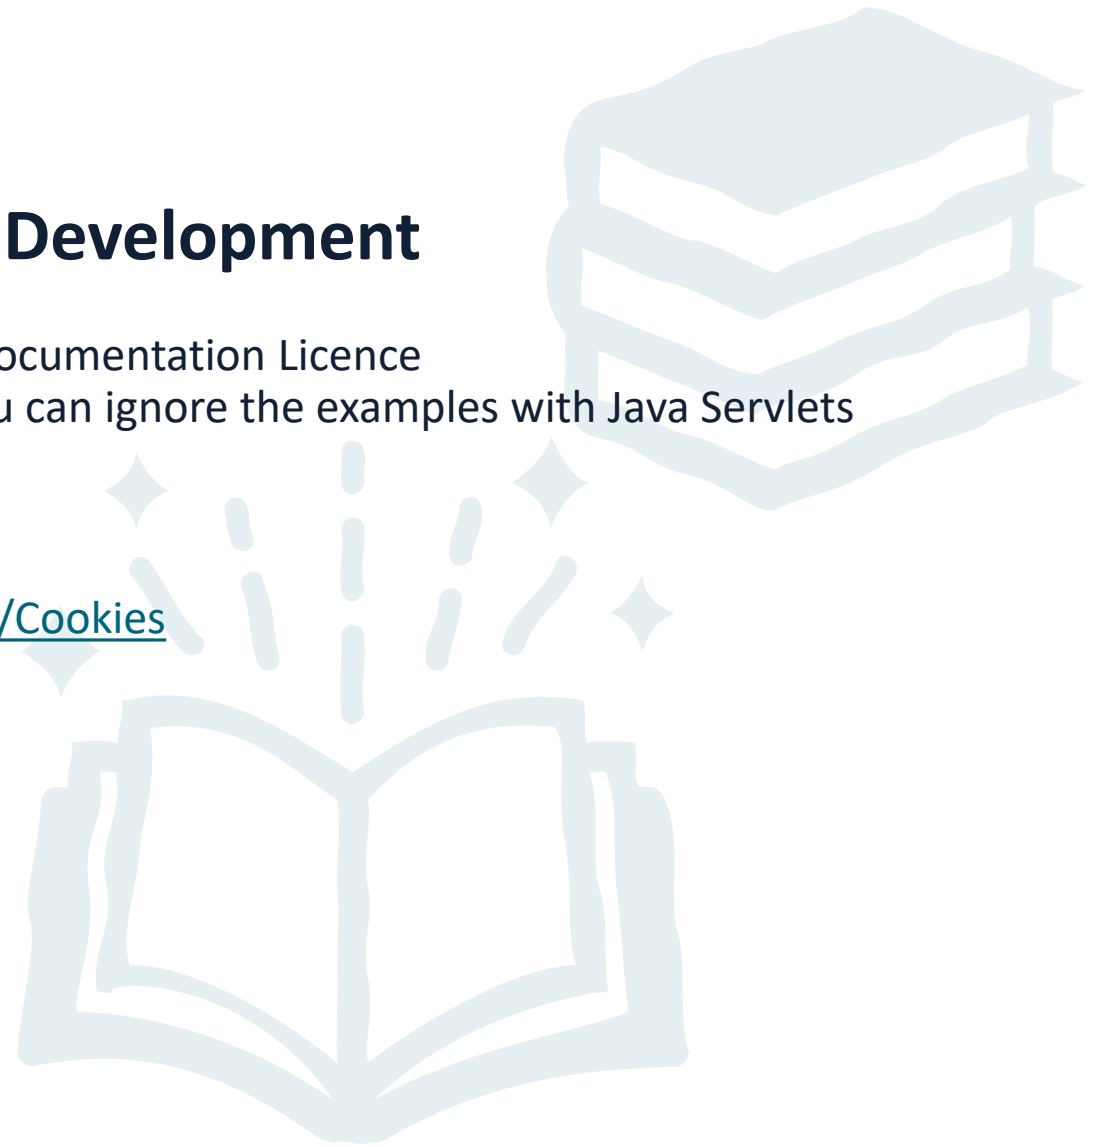 Development
ocumentation Licence
u can ignore the examples with Java Servlets
/Cookies